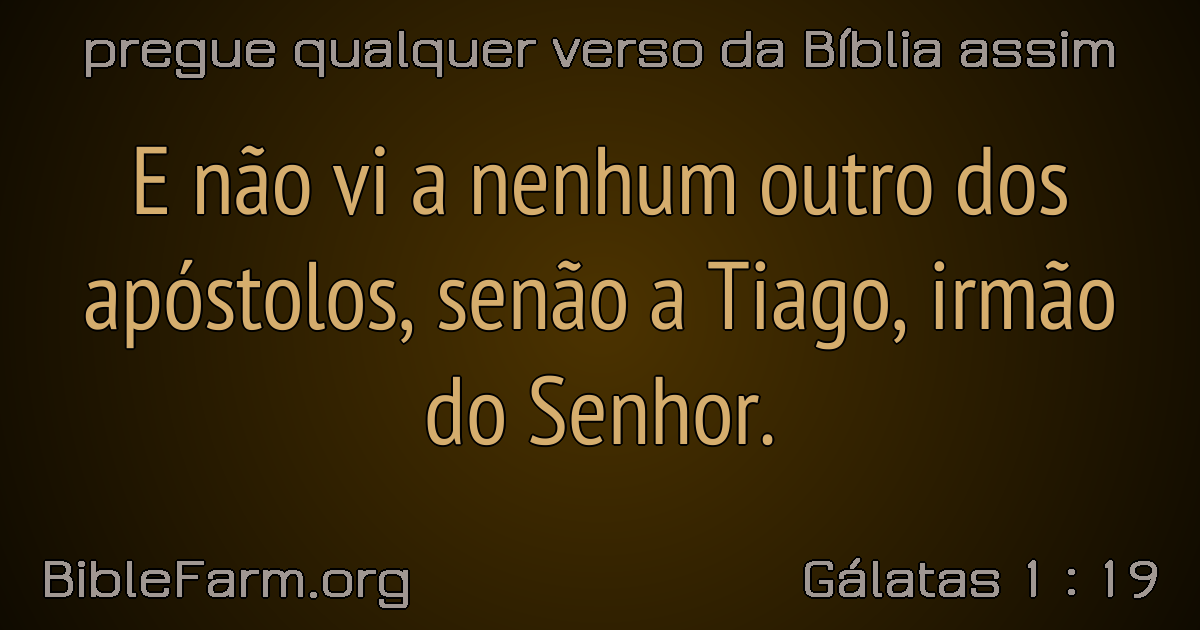 pregue qualquer verso da Bíblia assim
E não vi a nenhum outro dos
apóstolos, senão a Tiago, irmão
do Senhor.
BibleFarm.org
Gálatas 1 : 19